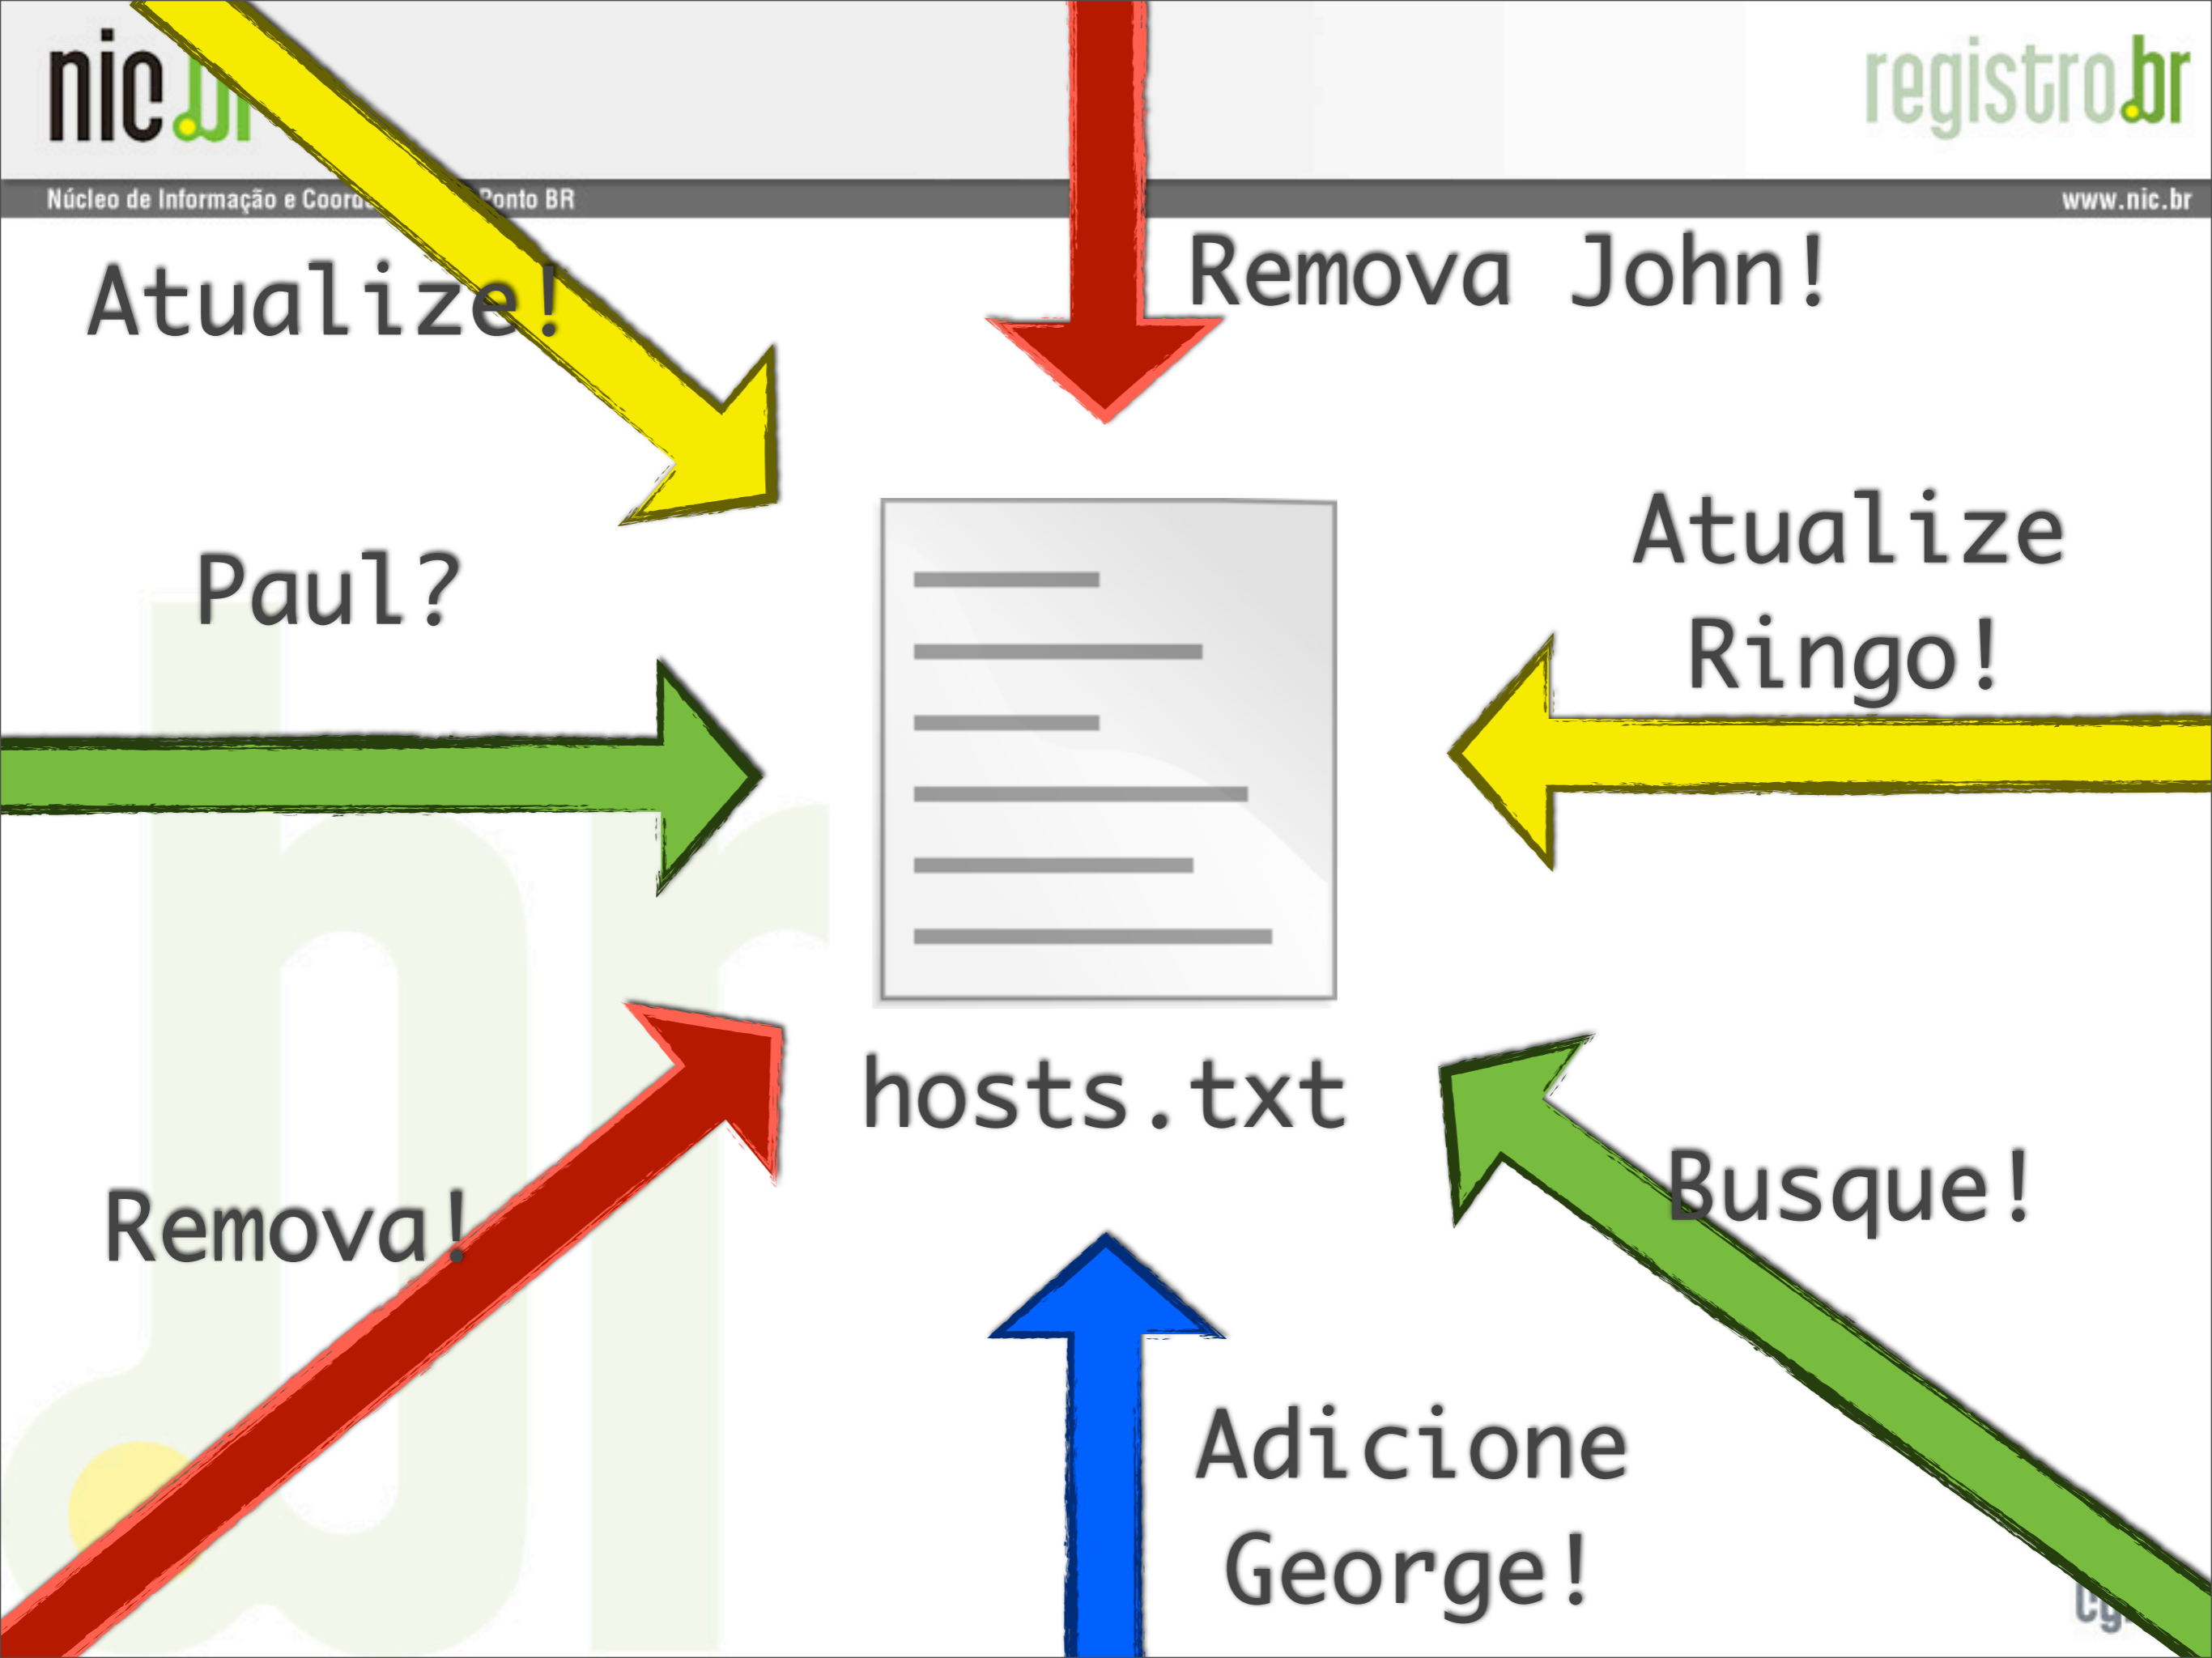 nic.br
registro.br
Núcleo de Informação e Ponto BR
www.nic.br
Atualize!
Remova John!
Paul?
Atualize
Ringo!
hosts.txt
Remova!
Busque!
Adicione
George!